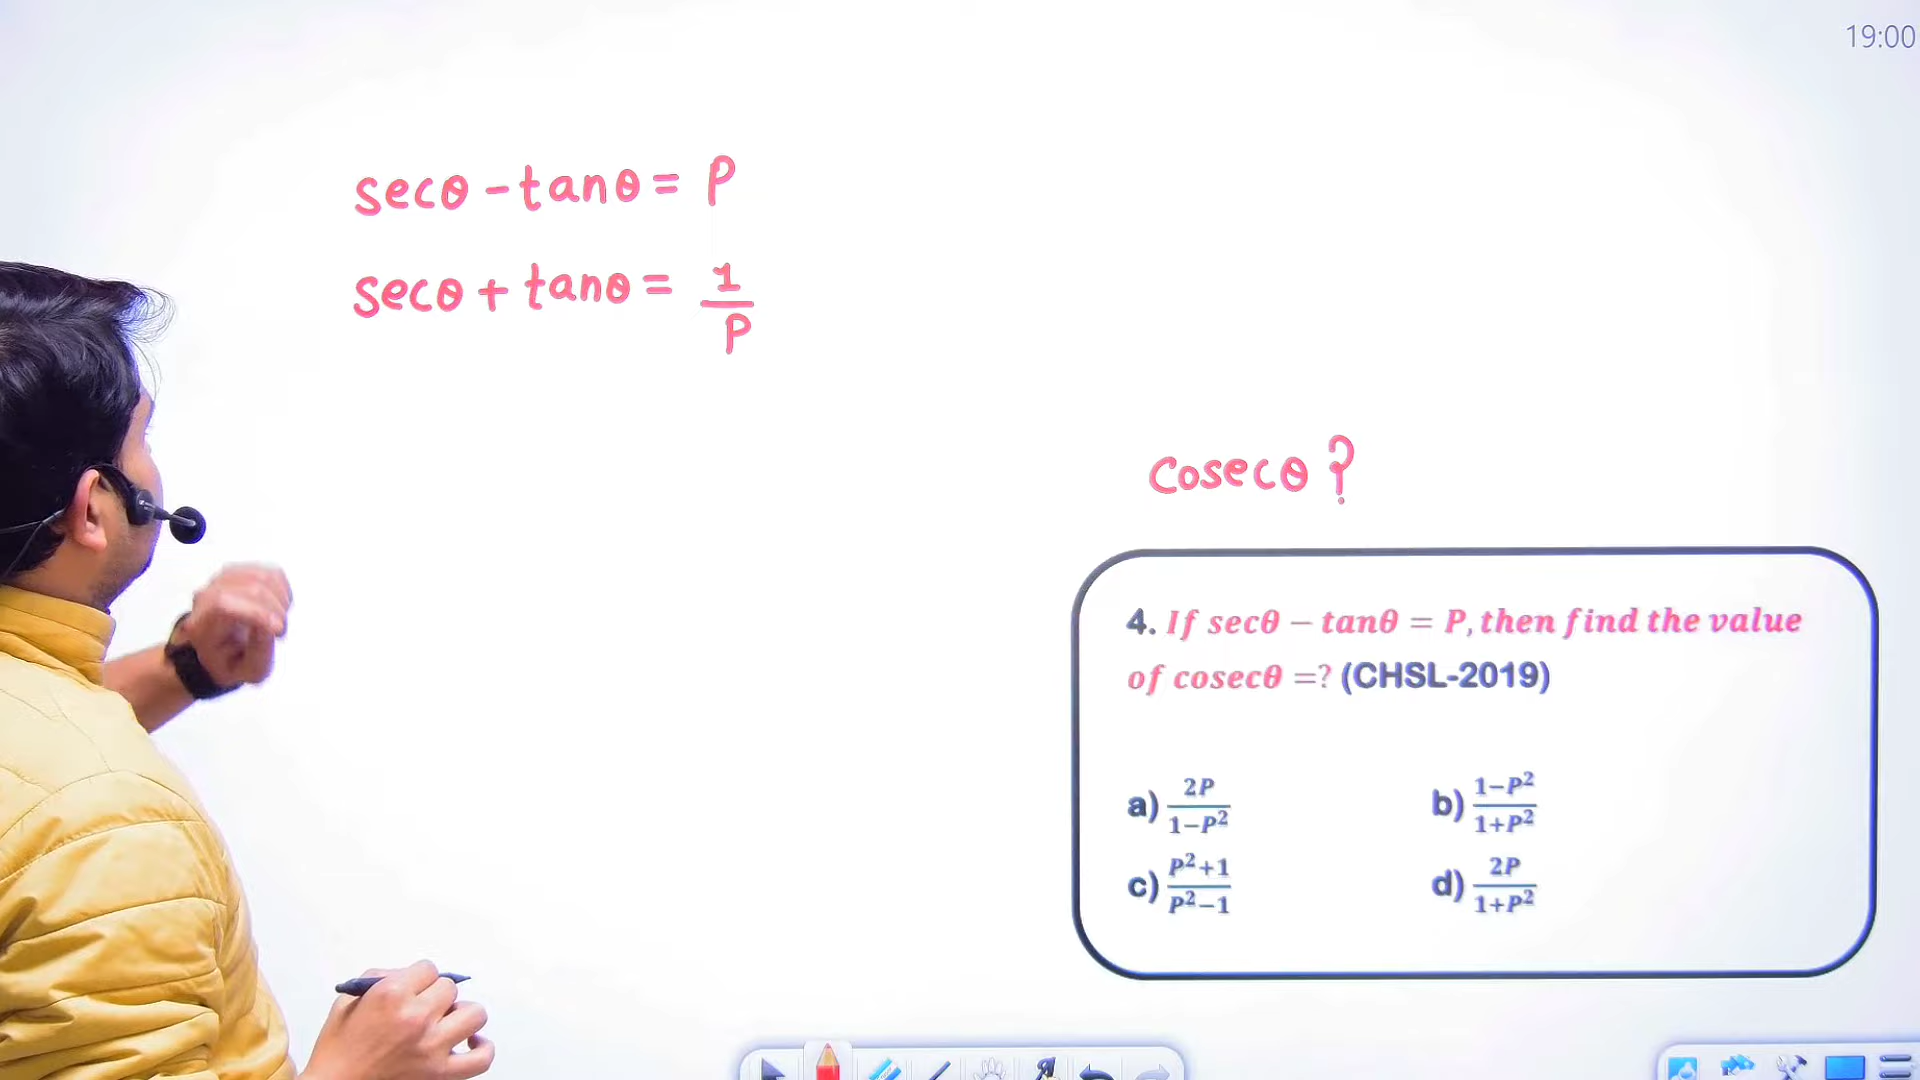 19:00
secθ - tanθ = P
secθ + tanθ = 1/P
cosecθ ?
4. If secθ − tanθ = P, then find the value
of cosecθ =? (CHSL-2019)
a) 2P/(1−P²) b) (1−P²)/(1+P²)
c) (P²+1)/(P²−1) d) 2P/(1+P²)